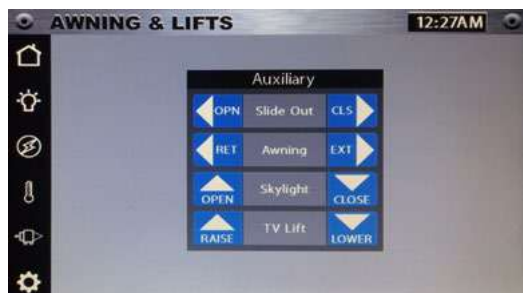 AWNING & LIFTS 12:27AM
Auxiliary
OPN Slide Out CLS
RET Awning EXT
OPEN Skylight CLOSE
RAISE TV Lift LOWER